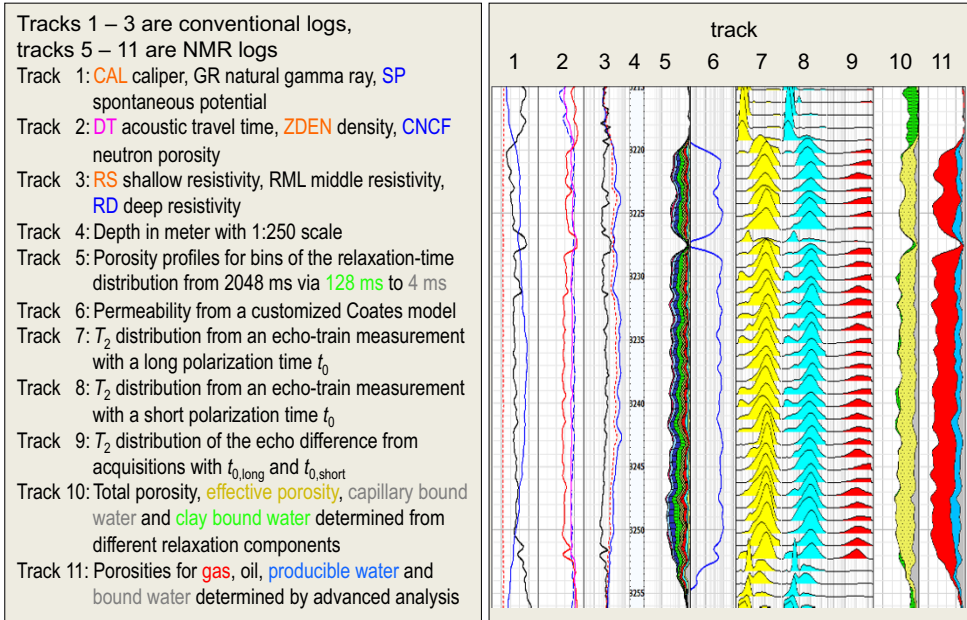 Tracks 1 – 3 are conventional logs,
tracks 5 – 11 are NMR logs
Track 1: CAL caliper, GR natural gamma ray, SP
spontaneous potential
Track 2: DT acoustic travel time, ZDEN density, CNCF
neutron porosity
Track 3: RS shallow resistivity, RML middle resistivity,
RD deep resistivity
Track 4: Depth in meter with 1:250 scale
Track 5: Porosity profiles for bins of the relaxation-time
distribution from 2048 ms via 128 ms to 4 ms
Track 6: Permeability from a customized Coates model
Track 7: T2 distribution from an echo-train measurement
with a long polarization time t0
Track 8: T2 distribution from an echo-train measurement
with a short polarization time t0
Track 9: T2 distribution of the echo difference from
acquisitions with t0,long and t0,short
Track 10: Total porosity, effective porosity, capillary bound
water and clay bound water determined from
different relaxation components
Track 11: Porosities for gas, oil, producible water and
bound water determined by advanced analysis
track
1 2 3 4 5 6 7 8 9 10 11
3215
3220
3225
3230
3235
3240
3245
3250
3255